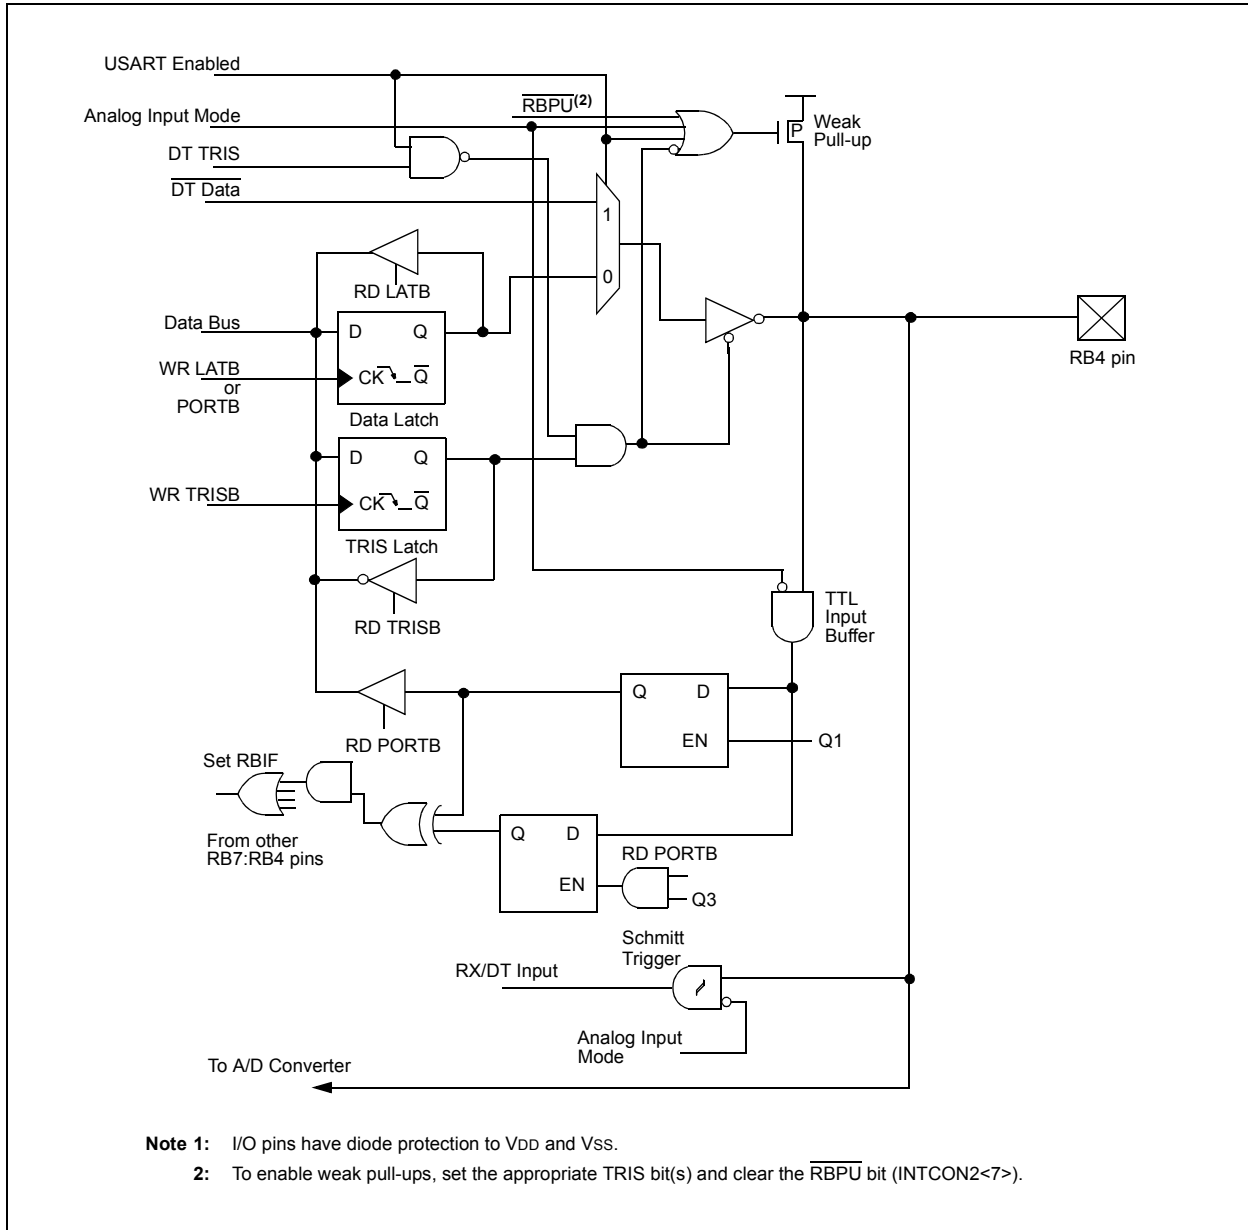 USART Enabled
RBPU(2)
Analog Input Mode
Weak
Pull-up
P
DT TRIS
DT Data
1
0
RD LATB
Data Bus
D Q
WR LATB
or
PORTB
CK Q
Data Latch
RB4 pin
D Q
WR TRISB
CK Q
TRIS Latch
TTL
Input
Buffer
RD TRISB
Q D
EN
Q1
RD PORTB
Set RBIF
From other
RB7:RB4 pins
Q D
EN
RD PORTB
Q3
Schmitt
Trigger
RX/DT Input
Analog Input
Mode
To A/D Converter
Note 1: I/O pins have diode protection to VDD and VSS.
2: To enable weak pull-ups, set the appropriate TRIS bit(s) and clear the RBPU bit (INTCON2<7>).